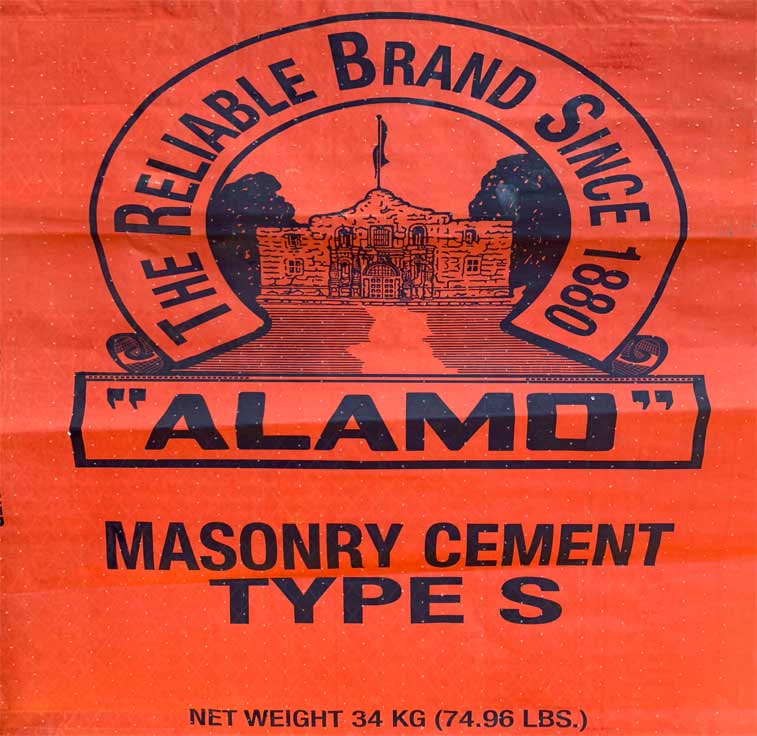 THE RELIABLE BRAND SINCE 1880
"ALAMO"
MASONRY CEMENT
TYPE S
NET WEIGHT 34 KG (74.96 LBS.)